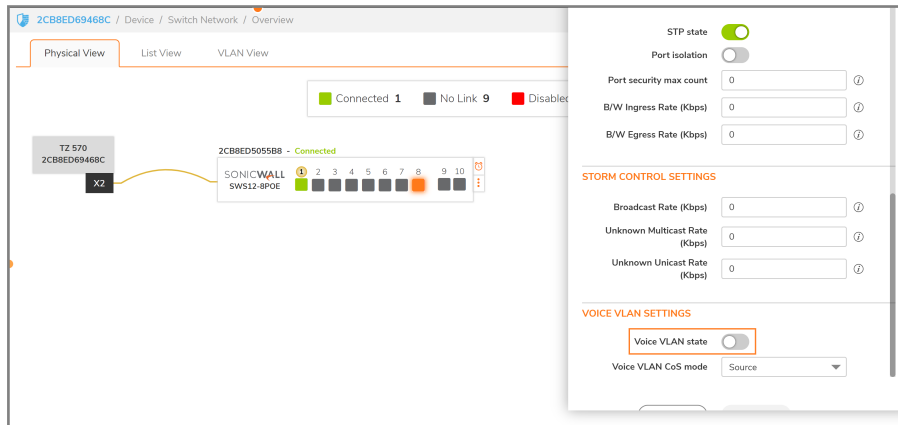 2CB8ED69468C / Device / Switch Network / Overview
Physical View
List View
VLAN View
Connected 1
No Link 9
Disabled
TZ 570
2CB8ED69468C
X2
2CB8ED5055B8 - Connected
SONICWALL
SWS12-8POE
1 2 3 4 5 6 7 8 9 10
STP state
Port isolation
Port security max count 0
B/W Ingress Rate (Kbps) 0
B/W Egress Rate (Kbps) 0
STORM CONTROL SETTINGS
Broadcast Rate (Kbps) 0
Unknown Multicast Rate
(Kbps) 0
Unknown Unicast Rate
(Kbps) 0
VOICE VLAN SETTINGS
Voice VLAN state
Voice VLAN CoS mode Source